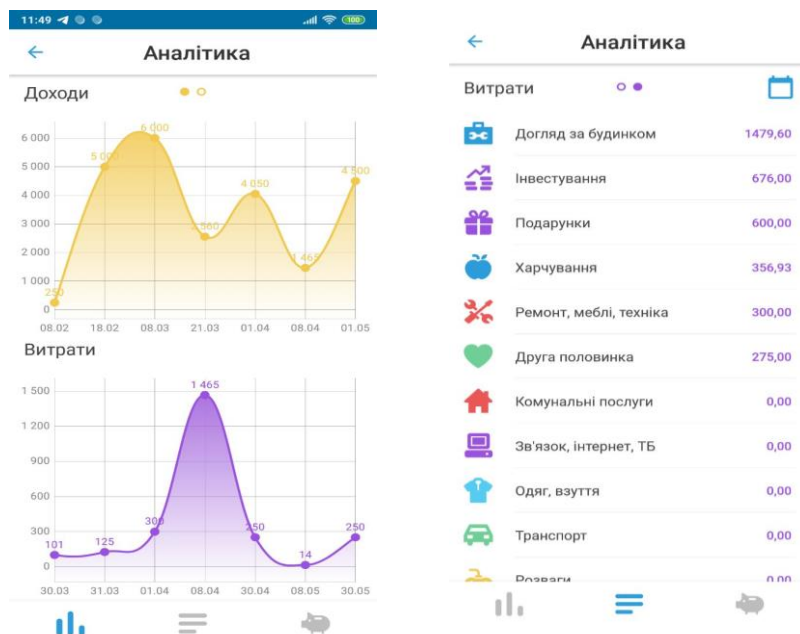 11:49
100
Аналітика
Доходи
6 000
5 000
4 000
3 000
2 000
1 000
0
250
5 000
6 000
2 560
4 050
1 465
4 500
08.02 18.02 08.03 21.03 01.04 08.04 01.05
Витрати
1 500
1 200
900
600
300
0
101
125
300
1 465
250
14
250
30.03 31.03 01.04 08.04 30.04 08.05 30.05
Аналітика
Витрати
Догляд за будинком 1479,60
Інвестування 676,00
Подарунки 600,00
Харчування 356,93
Ремонт, меблі, техніка 300,00
Друга половинка 275,00
Комунальні послуги 0,00
Зв'язок, інтернет, ТБ 0,00
Одяг, взуття 0,00
Транспорт 0,00
Розваги 0,00